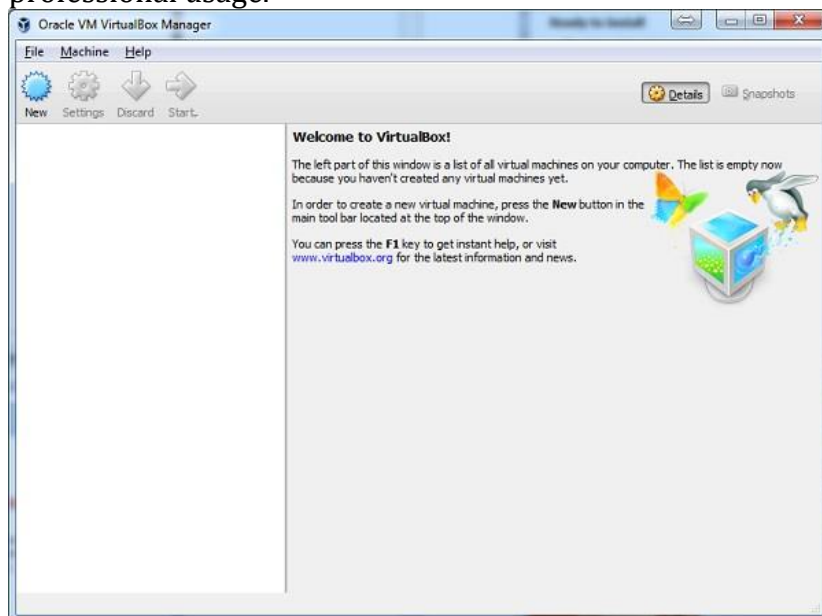 professional usage.
Oracle VM VirtualBox Manager
Ready to Install
File Machine Help
New Settings Discard Start
Details Snapshots
Welcome to VirtualBox!
The left part of this window is a list of all virtual machines on your computer. The list is empty now
because you haven't created any virtual machines yet.
In order to create a new virtual machine, press the New button in the
main tool bar located at the top of the window.
You can press the F1 key to get instant help, or visit
www.virtualbox.org for the latest information and news.